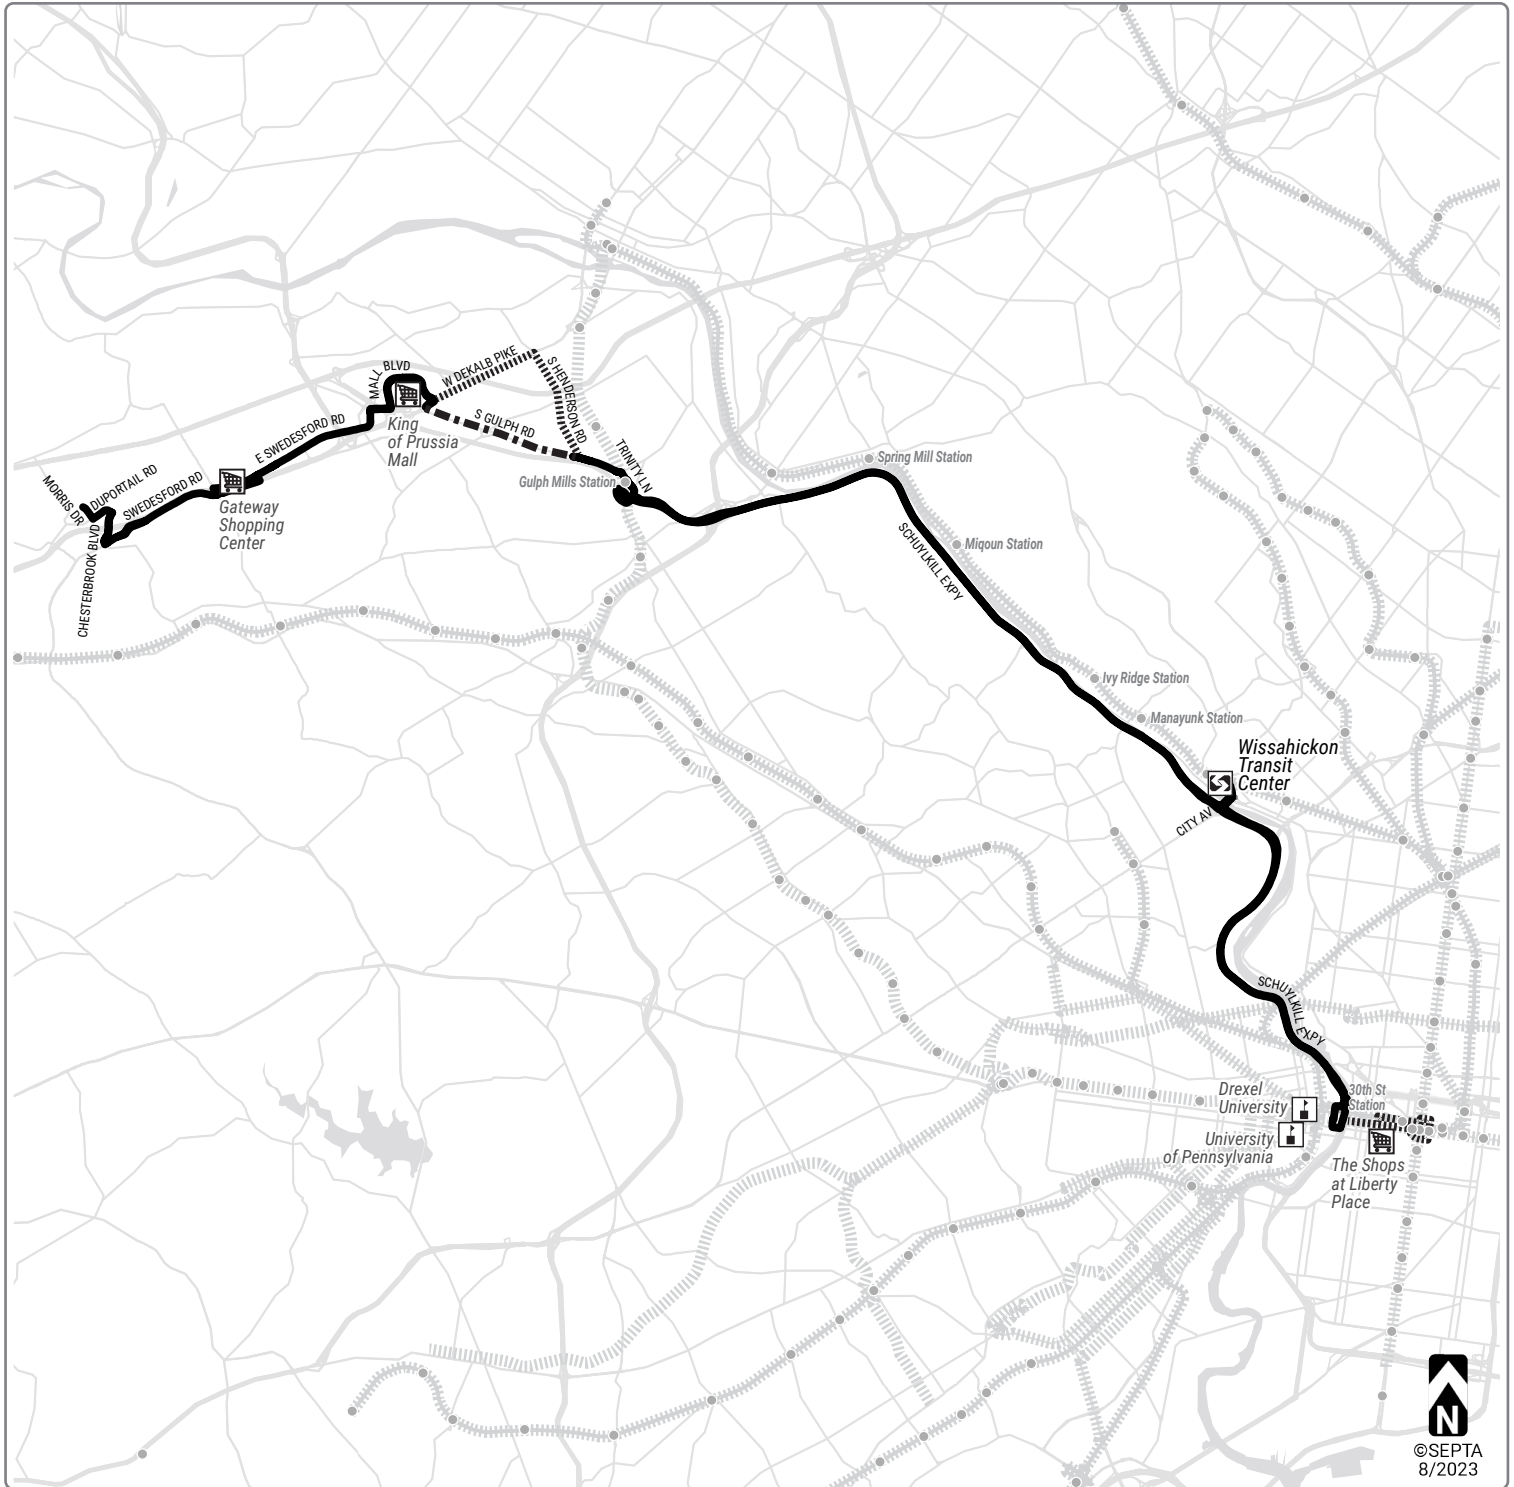 W DEKALB PIKE
MALL BLVD
S HENDERSON RD
S GULPH RD
E SWEDESFORD RD
King
of Prussia
Mall
TRINITY LN
Spring Mill Station
Gulph Mills Station
DUPORTAIL RD
MORRIS DR
SWEDESFORD RD
Gateway
Shopping
Center
CHESTERBROOK BLVD
SCHUYLKILL EXPY
Miqoun Station
Ivy Ridge Station
Manayunk Station
Wissahickon
Transit
Center
CITY AV
SCHUYLKILL EXPY
30th St
Station
Drexel
University
University
of Pennsylvania
The Shops
at Liberty
Place
N
©SEPTA
8/2023